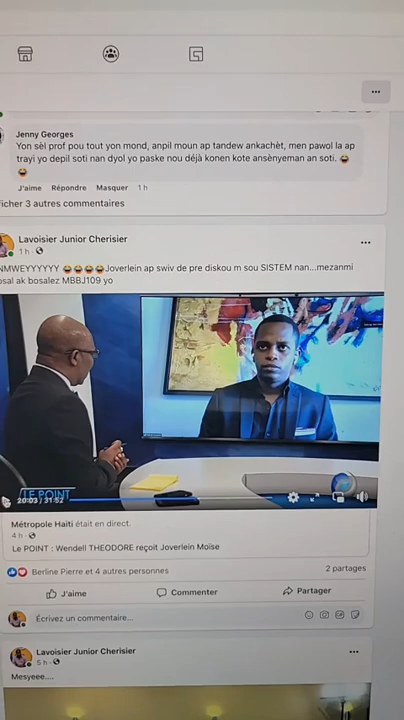 Jenny Georges
Yon sèl prof pou tout yon mond, anpil moun ap tandew ankachèt, men pawol la ap
trayi yo depil soti nan dyol yo paske nou déjà konen kote ansènyeman an soti.
J'aime Répondre Masquer 1 h
ficher 3 autres commentaires
Lavoisier Junior Cherisier
1 h
NMWEYYYYYY Joverlein ap swiv de pre diskou m sou SISTEM nan...mezanmi
osal ak bosalez MBBJ109 yo
LE POINT
20:03 / 31:52
Métropole Haiti était en direct.
4 h
Le POINT : Wendell THEODORE reçoit Joverlein Moïse
Berline Pierre et 4 autres personnes
2 partages
J'aime Commenter Partager
Écrivez un commentaire...
Lavoisier Junior Cherisier
5 h
Mesyeee....